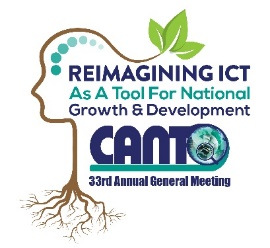 REIMAGINING ICT
As A Tool For National
Growth & Development
CANTO
33rd Annual General Meeting